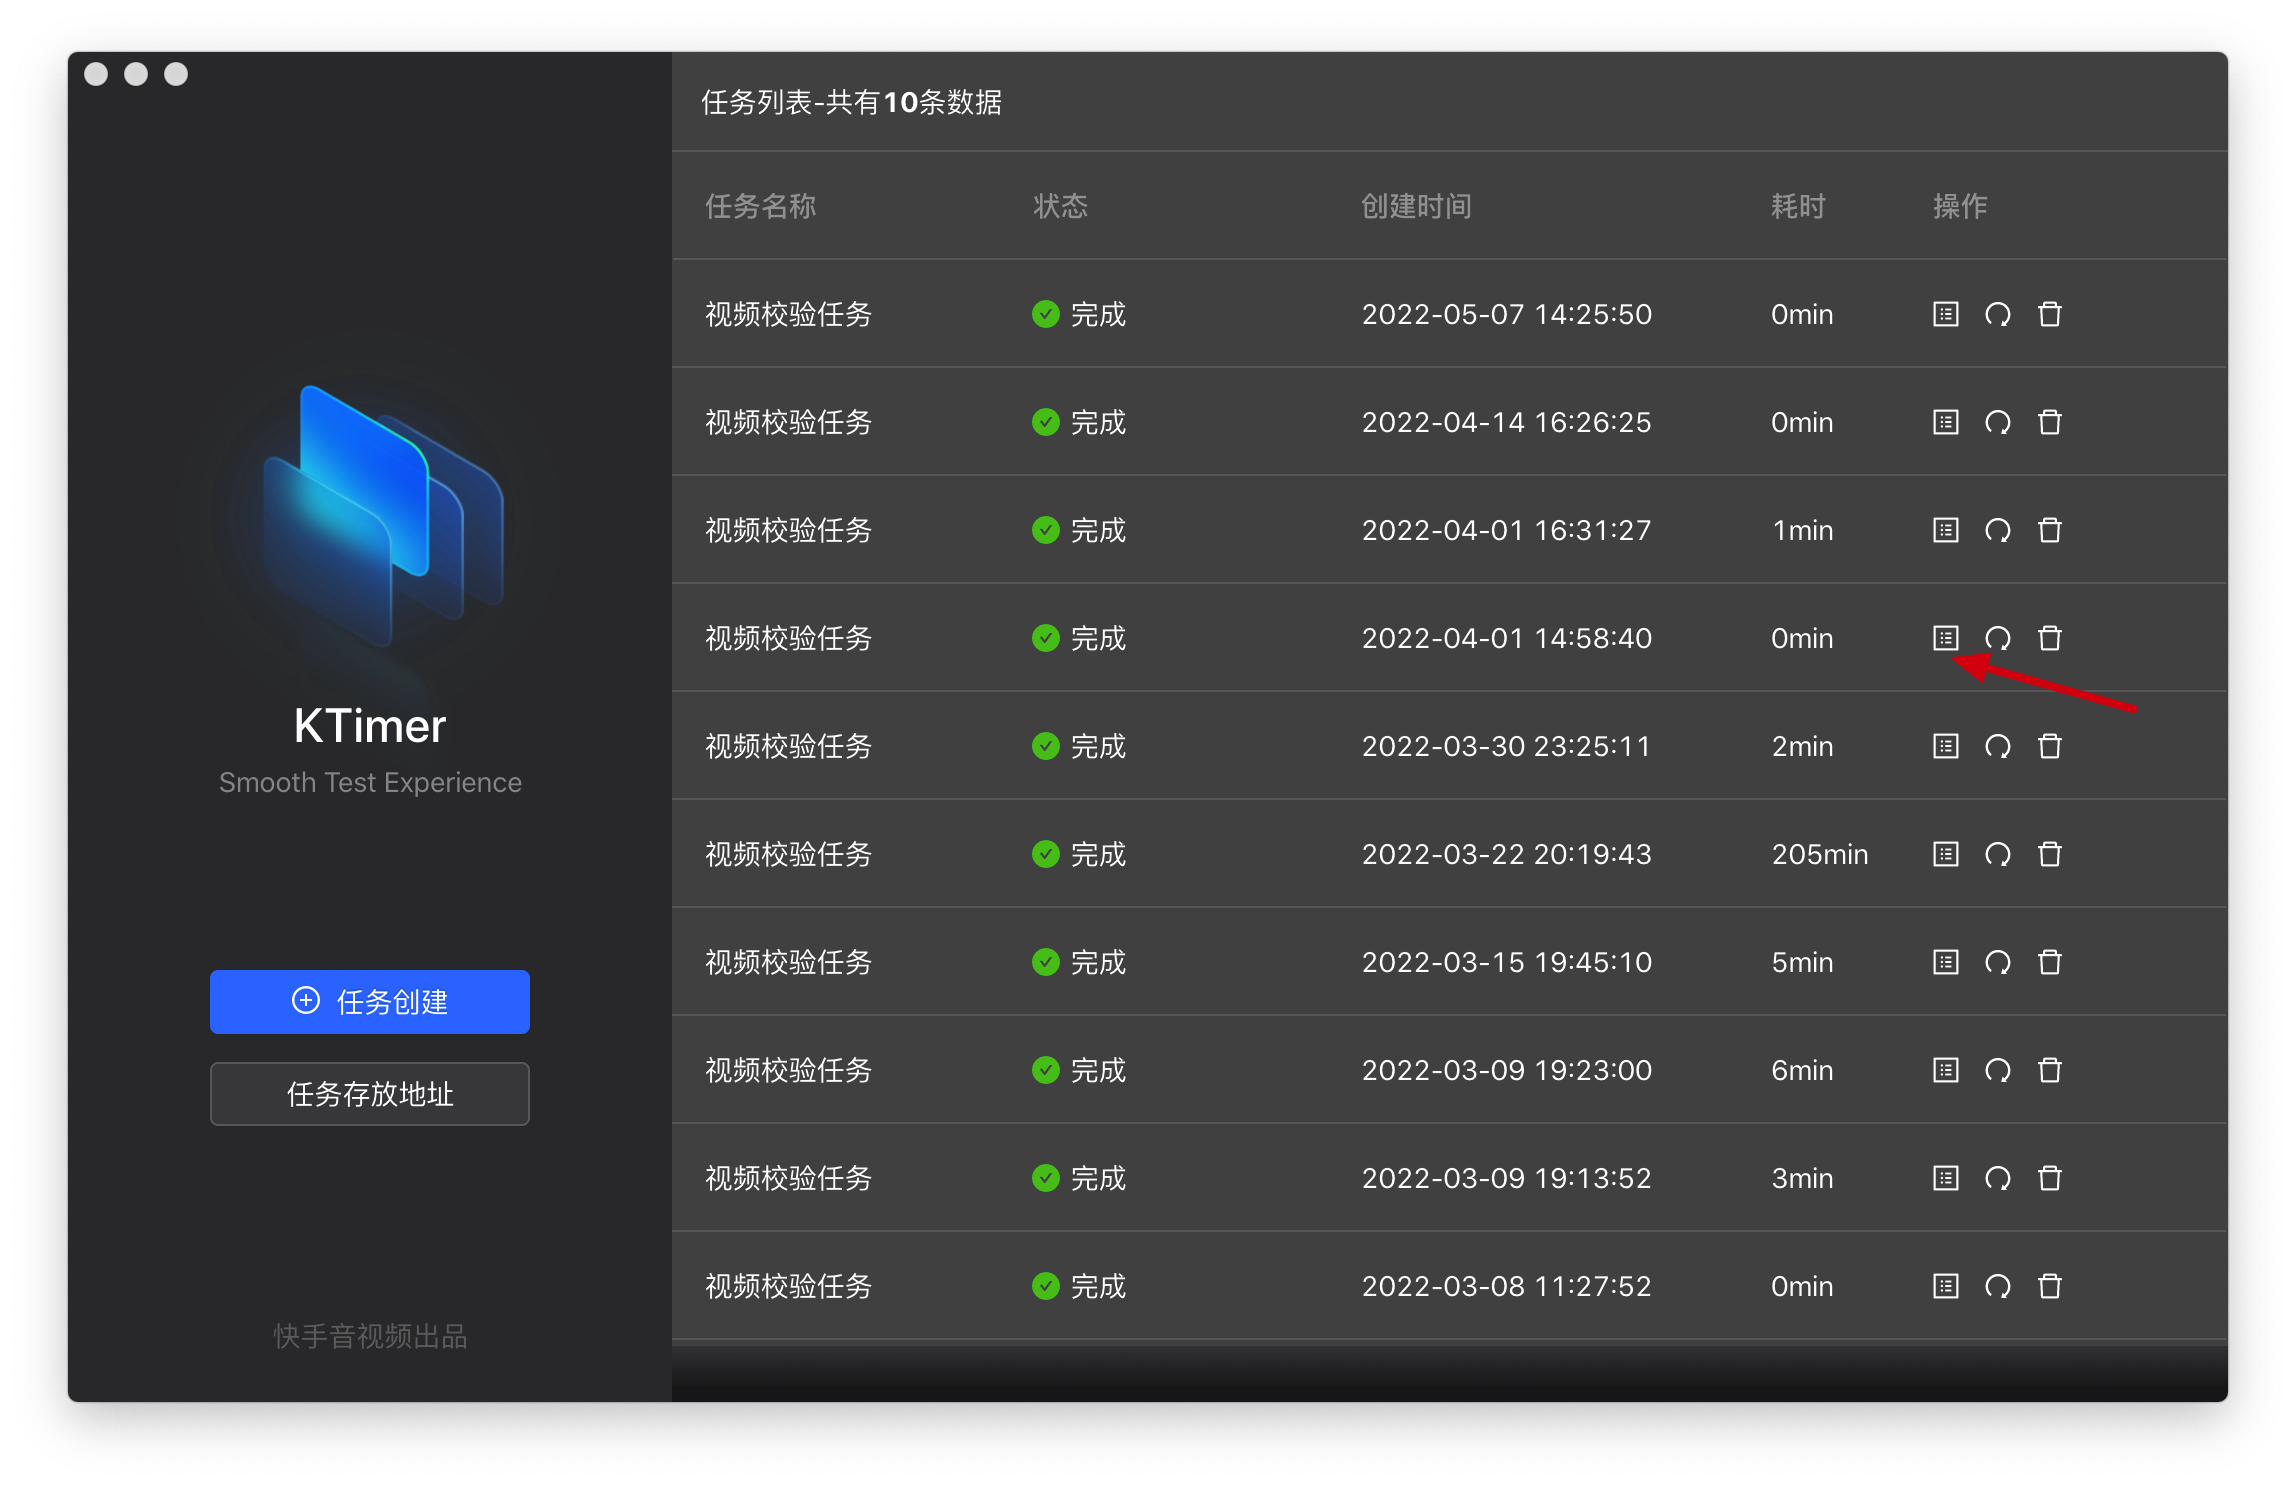 任务列表-共有10条数据
任务名称 状态 创建时间 耗时 操作
视频校验任务 完成 2022-05-07 14:25:50 0min
视频校验任务 完成 2022-04-14 16:26:25 0min
视频校验任务 完成 2022-04-01 16:31:27 1min
视频校验任务 完成 2022-04-01 14:58:40 0min
视频校验任务 完成 2022-03-30 23:25:11 2min
视频校验任务 完成 2022-03-22 20:19:43 205min
视频校验任务 完成 2022-03-15 19:45:10 5min
视频校验任务 完成 2022-03-09 19:23:00 6min
视频校验任务 完成 2022-03-09 19:13:52 3min
视频校验任务 完成 2022-03-08 11:27:52 0min
KTimer
Smooth Test Experience
任务创建
任务存放地址
快手音视频出品